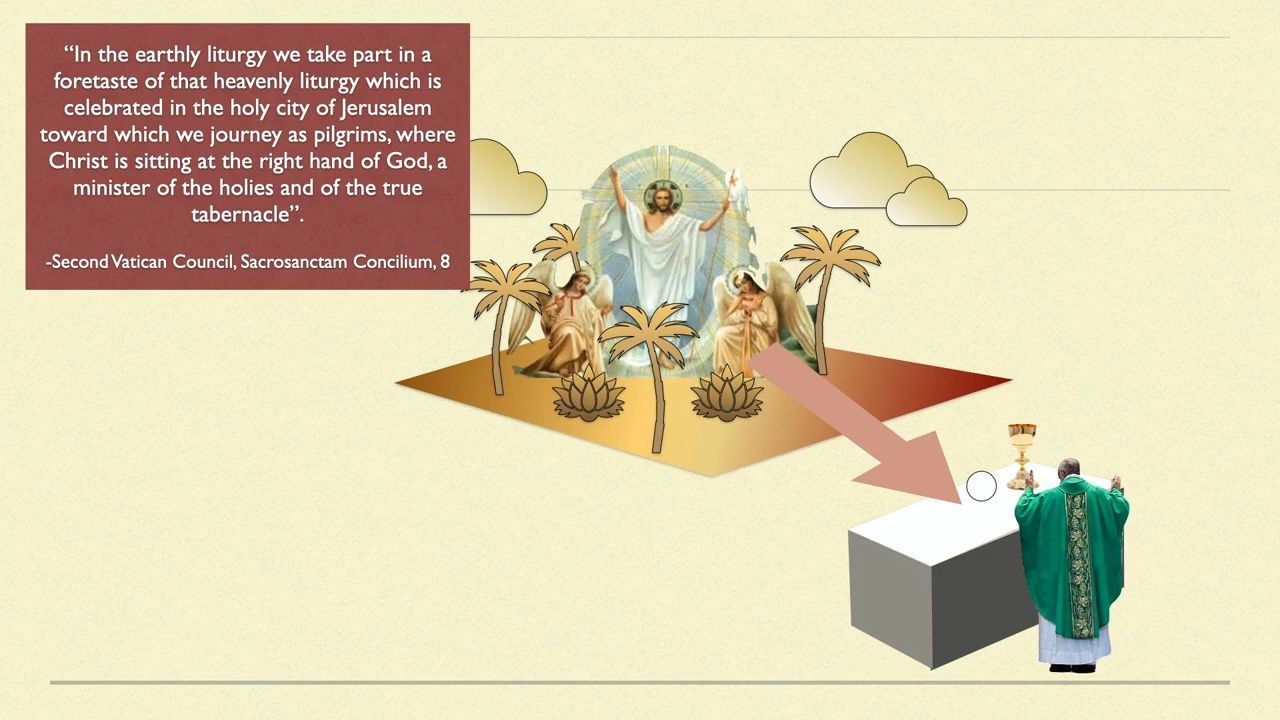 “In the earthly liturgy we take part in a
foretaste of that heavenly liturgy which is
celebrated in the holy city of Jerusalem
toward which we journey as pilgrims, where
Christ is sitting at the right hand of God, a
minister of the holies and of the true
tabernacle”.
-Second Vatican Council, Sacrosanctam Concilium, 8